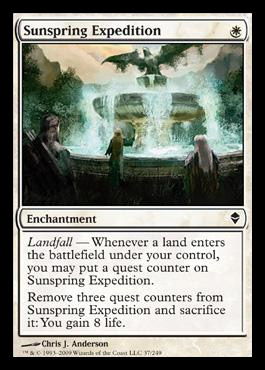 Sunspring Expedition
Enchantment
Landfall — Whenever a land enters
the battlefield under your control,
you may put a quest counter on
Sunspring Expedition.
Remove three quest counters from
Sunspring Expedition and sacrifice
it: You gain 8 life.
Chris J. Anderson
™ & © 1993–2009 Wizards of the Coast LLC 37/249